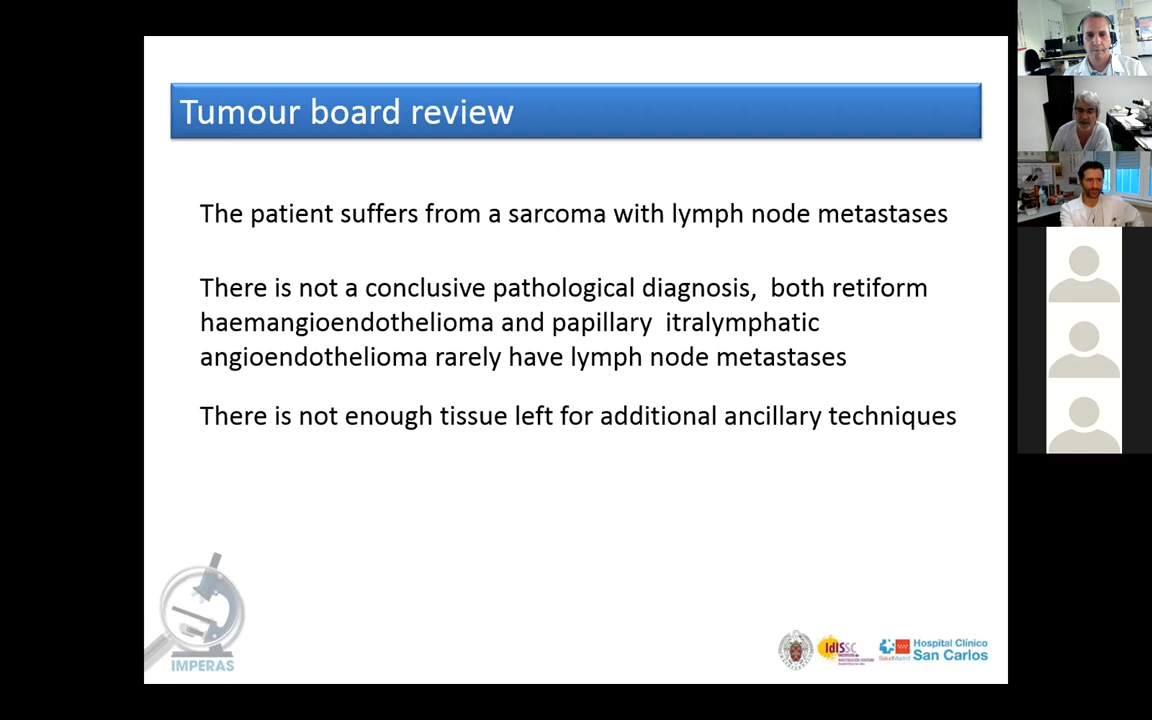 Tumour board review
The patient suffers from a sarcoma with lymph node metastases
There is not a conclusive pathological diagnosis,  both retiform
haemangioendothelioma and papillary  itralymphatic
angioendothelioma rarely have lymph node metastases
There is not enough tissue left for additional ancillary techniques
IMPERAS
IdISSC
SaludMadrid
Hospital Clínico
San Carlos